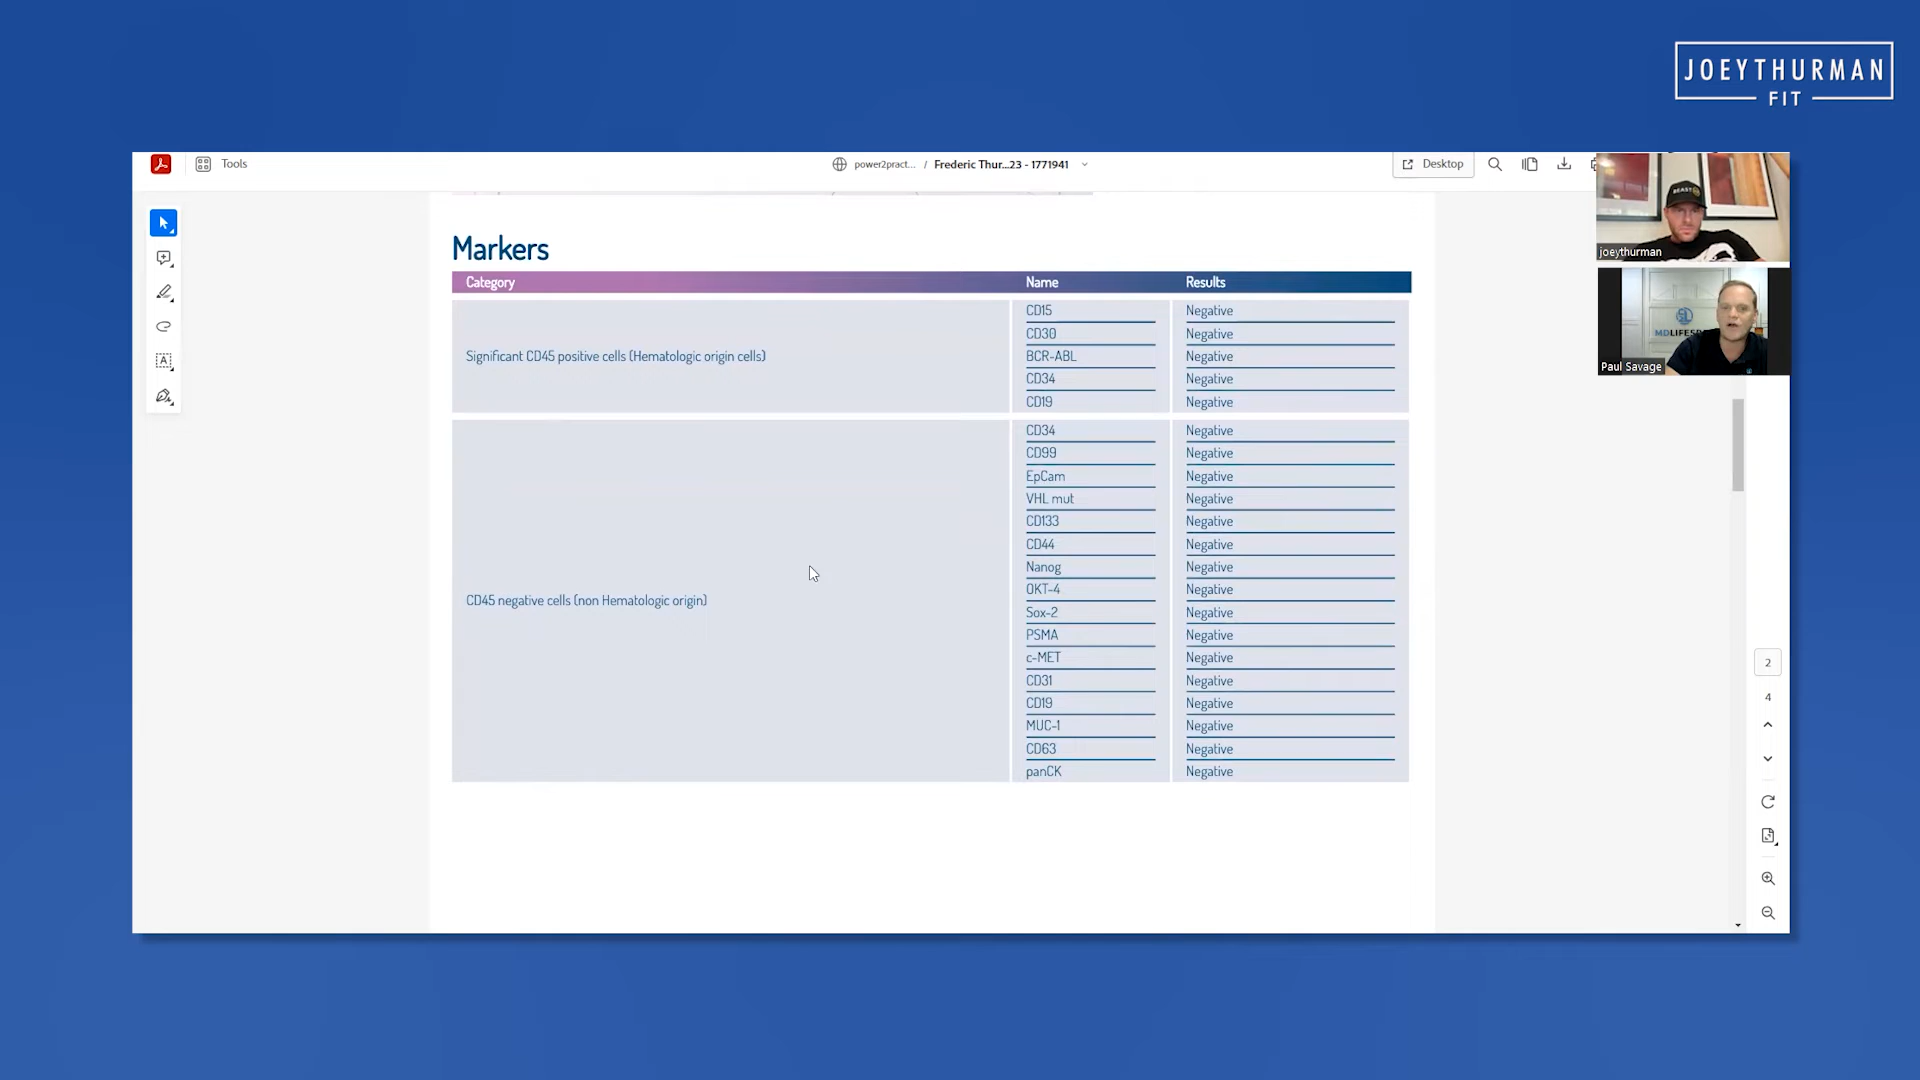 JOEYTHURMAN
FIT
Tools
power2pract... / Frederic Thur...23 - 1771941
Desktop
BEAST
joeythurman
MDLIFESP
Paul Savage
Markers
Category Name Results
Significant CD45 positive cells (Hematologic origin cells)
CD15 Negative
CD30 Negative
BCR-ABL Negative
CD34 Negative
CD19 Negative
CD45 negative cells (non Hematologic origin)
CD34 Negative
CD99 Negative
EpCam Negative
VHL mut Negative
CD133 Negative
CD44 Negative
Nanog Negative
OKT-4 Negative
Sox-2 Negative
PSMA Negative
c-MET Negative
CD31 Negative
CD19 Negative
MUC-1 Negative
CD63 Negative
panCK Negative
2
4